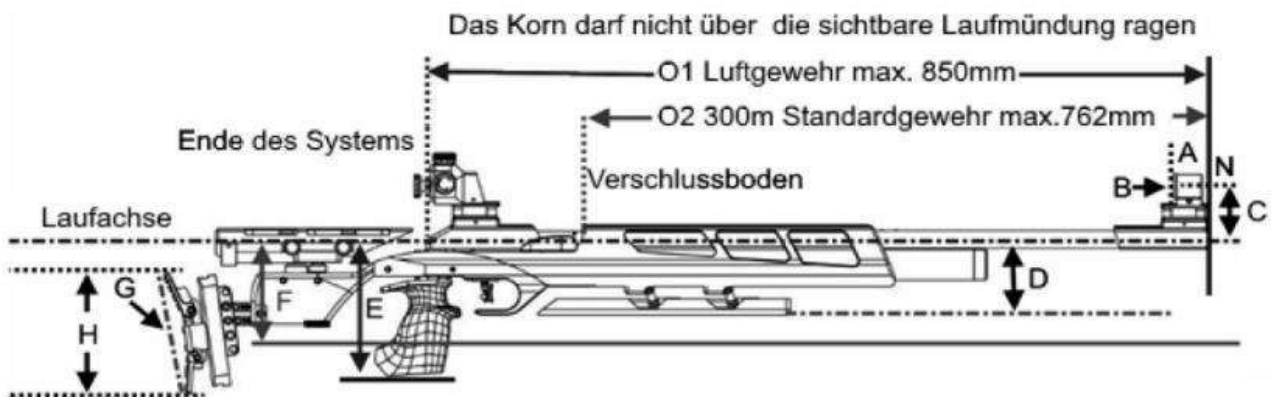 Das Korn darf nicht über die sichtbare Laufmündung ragen
O1 Luftgewehr max. 850mm
O2 300m Standardgewehr max.762mm
Ende des Systems
A
N
Verschlussboden
B
C
Laufachse
D
G
F
E
H